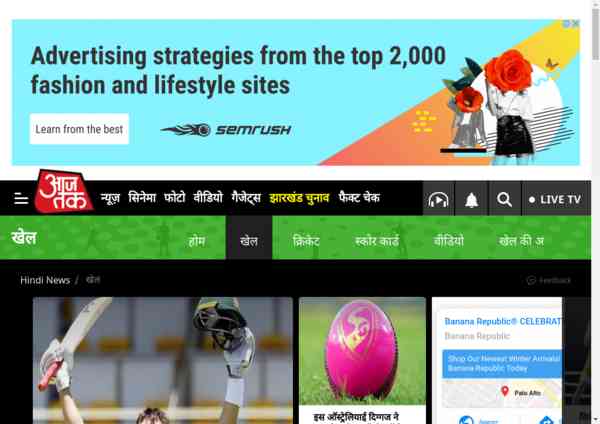 Advertising strategies from the top 2,000
fashion and lifestyle sites
Learn from the best
SEMRUSH
आज तक
न्यूज़ सिनेमा फोटो वीडियो गैजेट्स झारखंड चुनाव फैक्ट चेक
LIVE TV
खेल
होम खेल क्रिकेट स्कोर कार्ड वीडियो खेल की अ
Hindi News / खेल
Feedback
Banana Republic® CELEBRAT
Banana Republic
Shop Our Newest Winter Arrivals!
Banana Republic Today
Palo Alto
इस ऑस्ट्रेलियाई दिग्गज ने